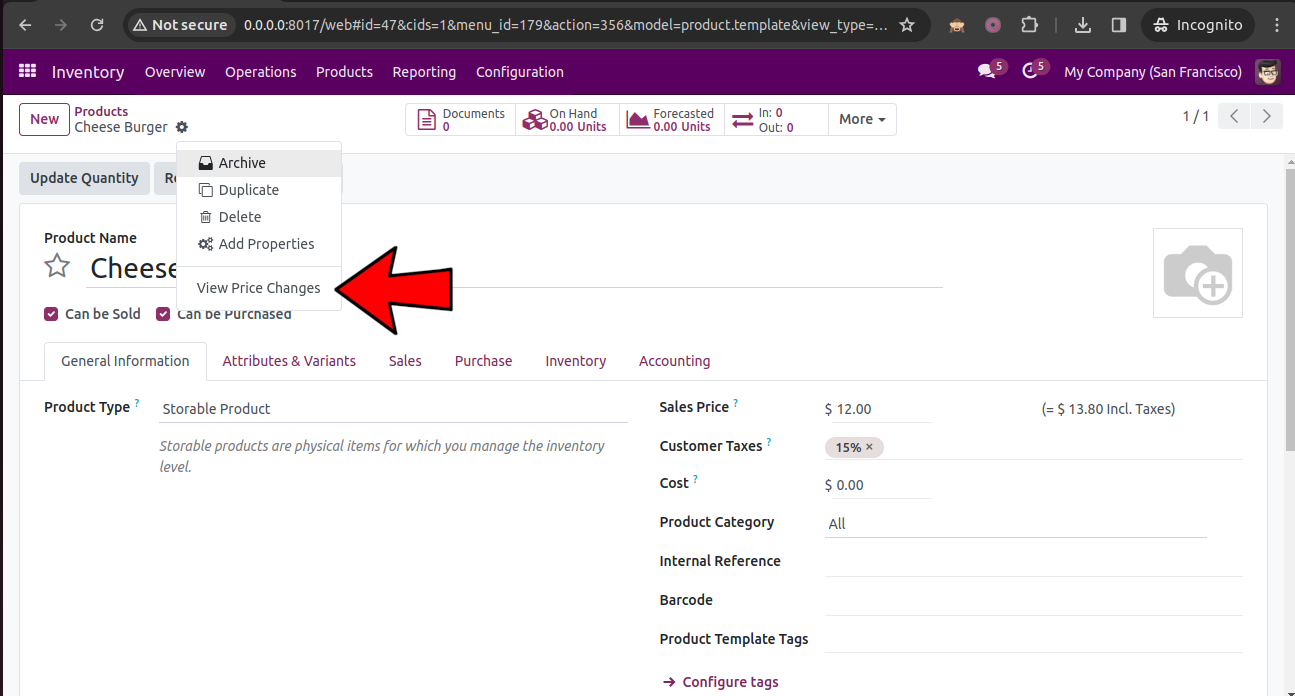 Not secure 0.0.0.0:8017/web#id=47&cids=1&menu_id=179&action=356&model=product.template&view_type=... Incognito
Inventory Overview Operations Products Reporting Configuration 5 5 My Company (San Francisco)
New Products
Cheese Burger
Documents
0
On Hand
0.00 Units
Forecasted
0.00 Units
In: 0
Out: 0
More
1 / 1
Archive
Duplicate
Delete
Add Properties
View Price Changes
Update Quantity
Product Name
Cheese
Can be Sold Can be Purchased
General Information Attributes & Variants Sales Purchase Inventory Accounting
Product Type ? Storable Product
Storable products are physical items for which you manage the inventory
level.
Sales Price ? $ 12.00 (= $ 13.80 Incl. Taxes)
Customer Taxes ? 15% ×
Cost ? $ 0.00
Product Category All
Internal Reference
Barcode
Product Template Tags
→ Configure tags